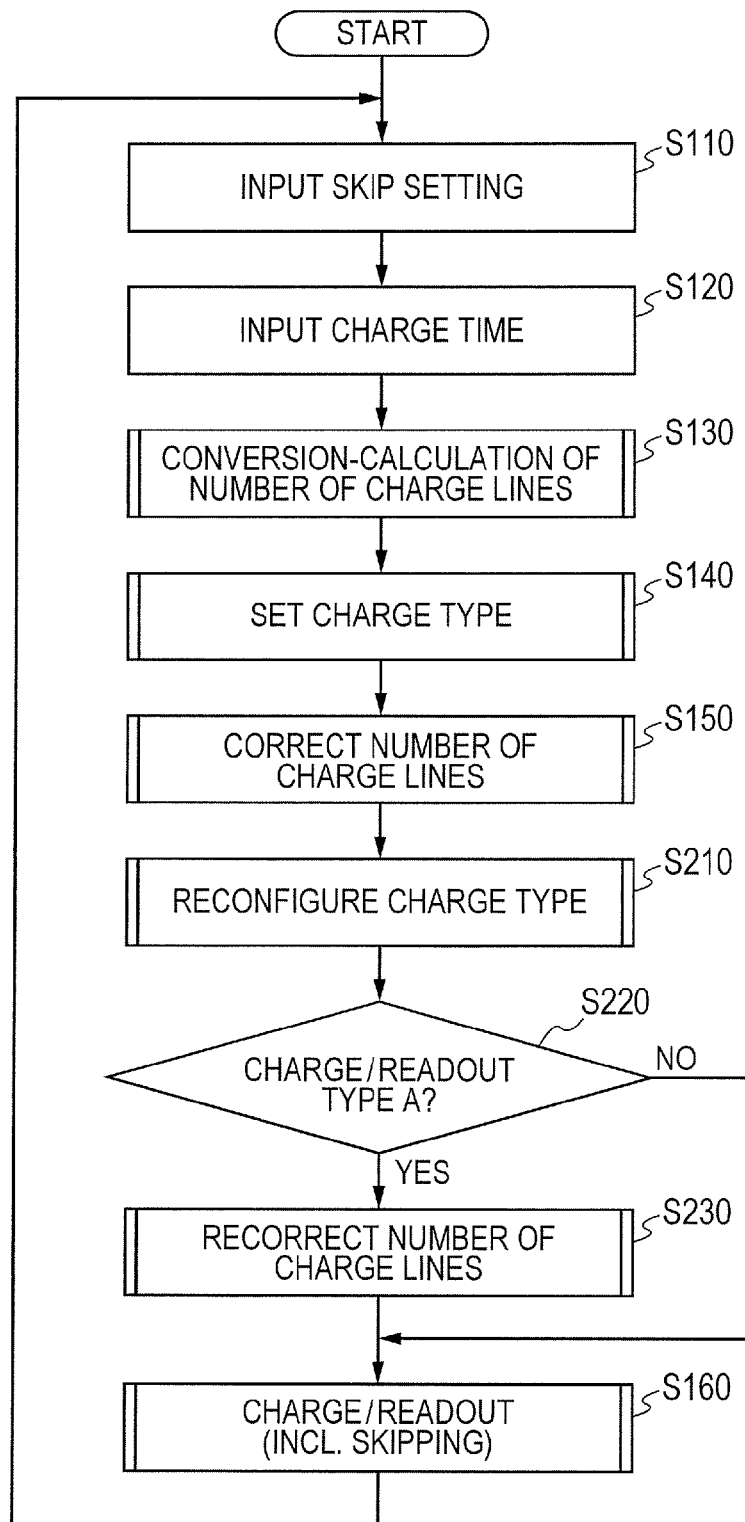 START
S110
INPUT SKIP SETTING
S120
INPUT CHARGE TIME
S130
CONVERSION-CALCULATION OF
NUMBER OF CHARGE LINES
S140
SET CHARGE TYPE
S150
CORRECT NUMBER OF
CHARGE LINES
S210
RECONFIGURE CHARGE TYPE
S220
CHARGE/READOUT
TYPE A?
NO
YES
S230
RECORRECT NUMBER OF
CHARGE LINES
S160
CHARGE/READOUT
(INCL. SKIPPING)